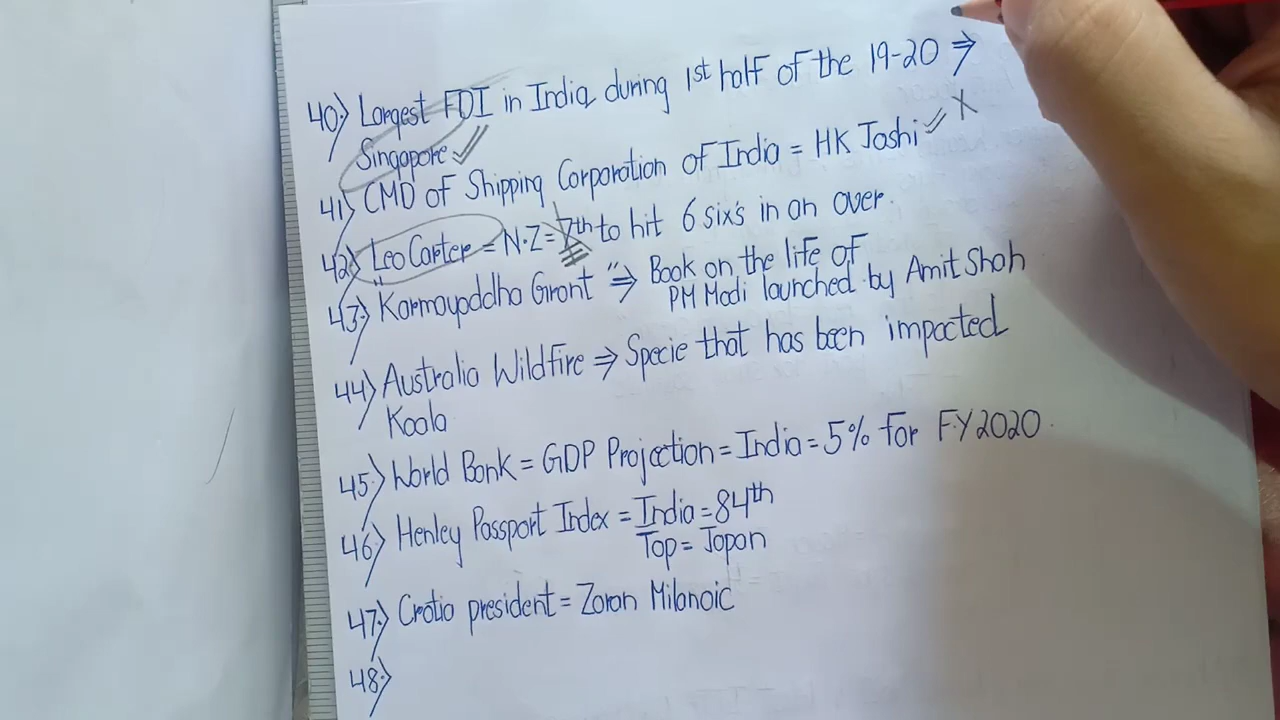 40) Largest FDI in India during 1st half of the 19-20 ⇒
Singapore ✓
41) CMD of Shipping Corporation of India = HK Joshi ✓ X
42) Leo Carter = N.Z = 7th to hit 6 six's in an over.
43) "Karmayoddha Grant" ⇒ Book on the life of
PM Modi launched by Amit Shah
44) Australia Wildfire ⇒ Specie that has been impacted
Koala
45) World Bank = GDP Projection = India = 5% for F.Y 2020.
46) Henley Passport Index = India = 84th
Top = Japan
47) Crotia president = Zoran Milanoic
48)